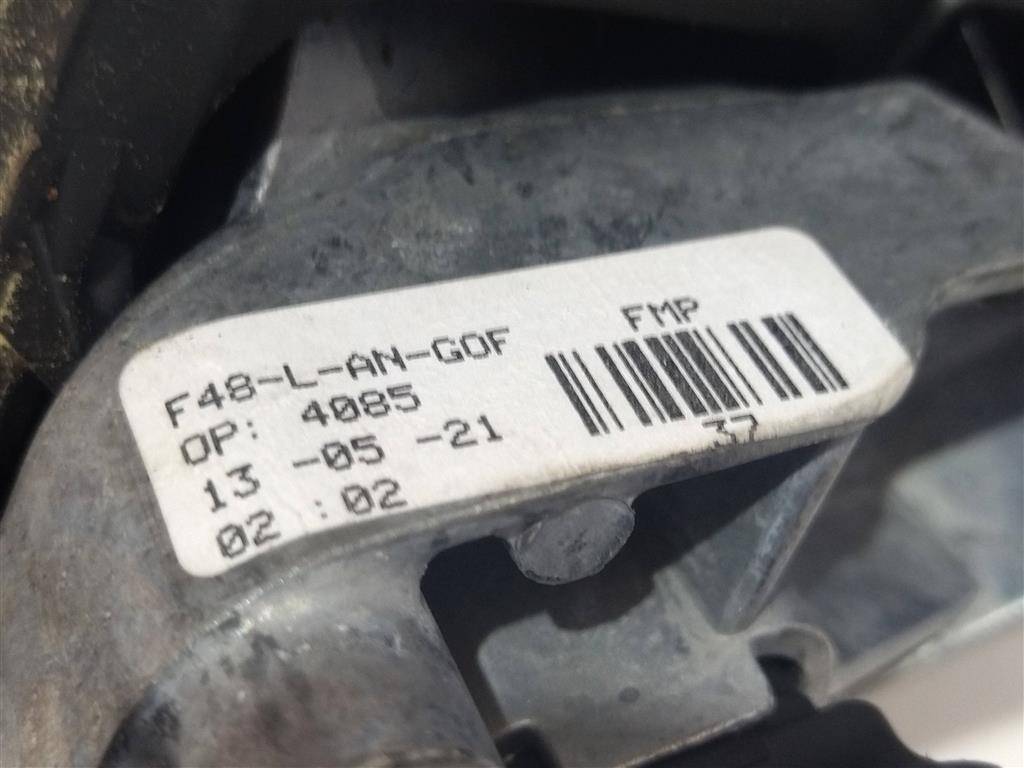 F48-L-AN-GOF
OP: 4085
13 -05 -21
02 :02
FMP
37